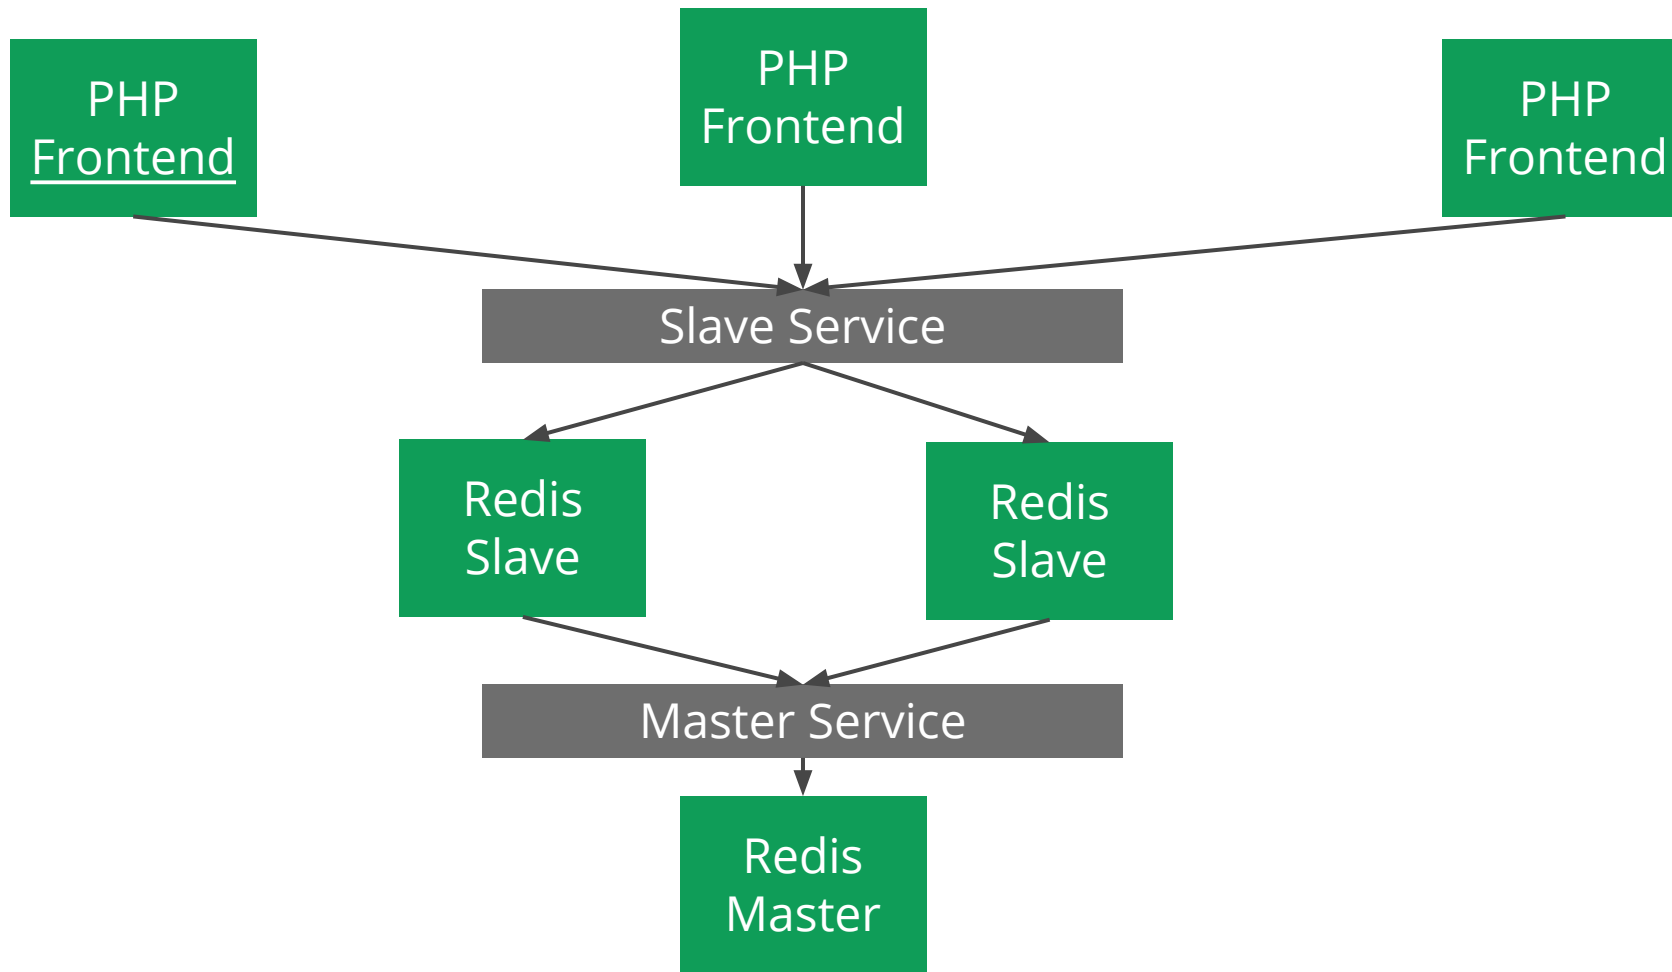 PHP
Frontend
PHP
Frontend
PHP
Frontend
Slave Service
Redis
Slave
Redis
Slave
Master Service
Redis
Master